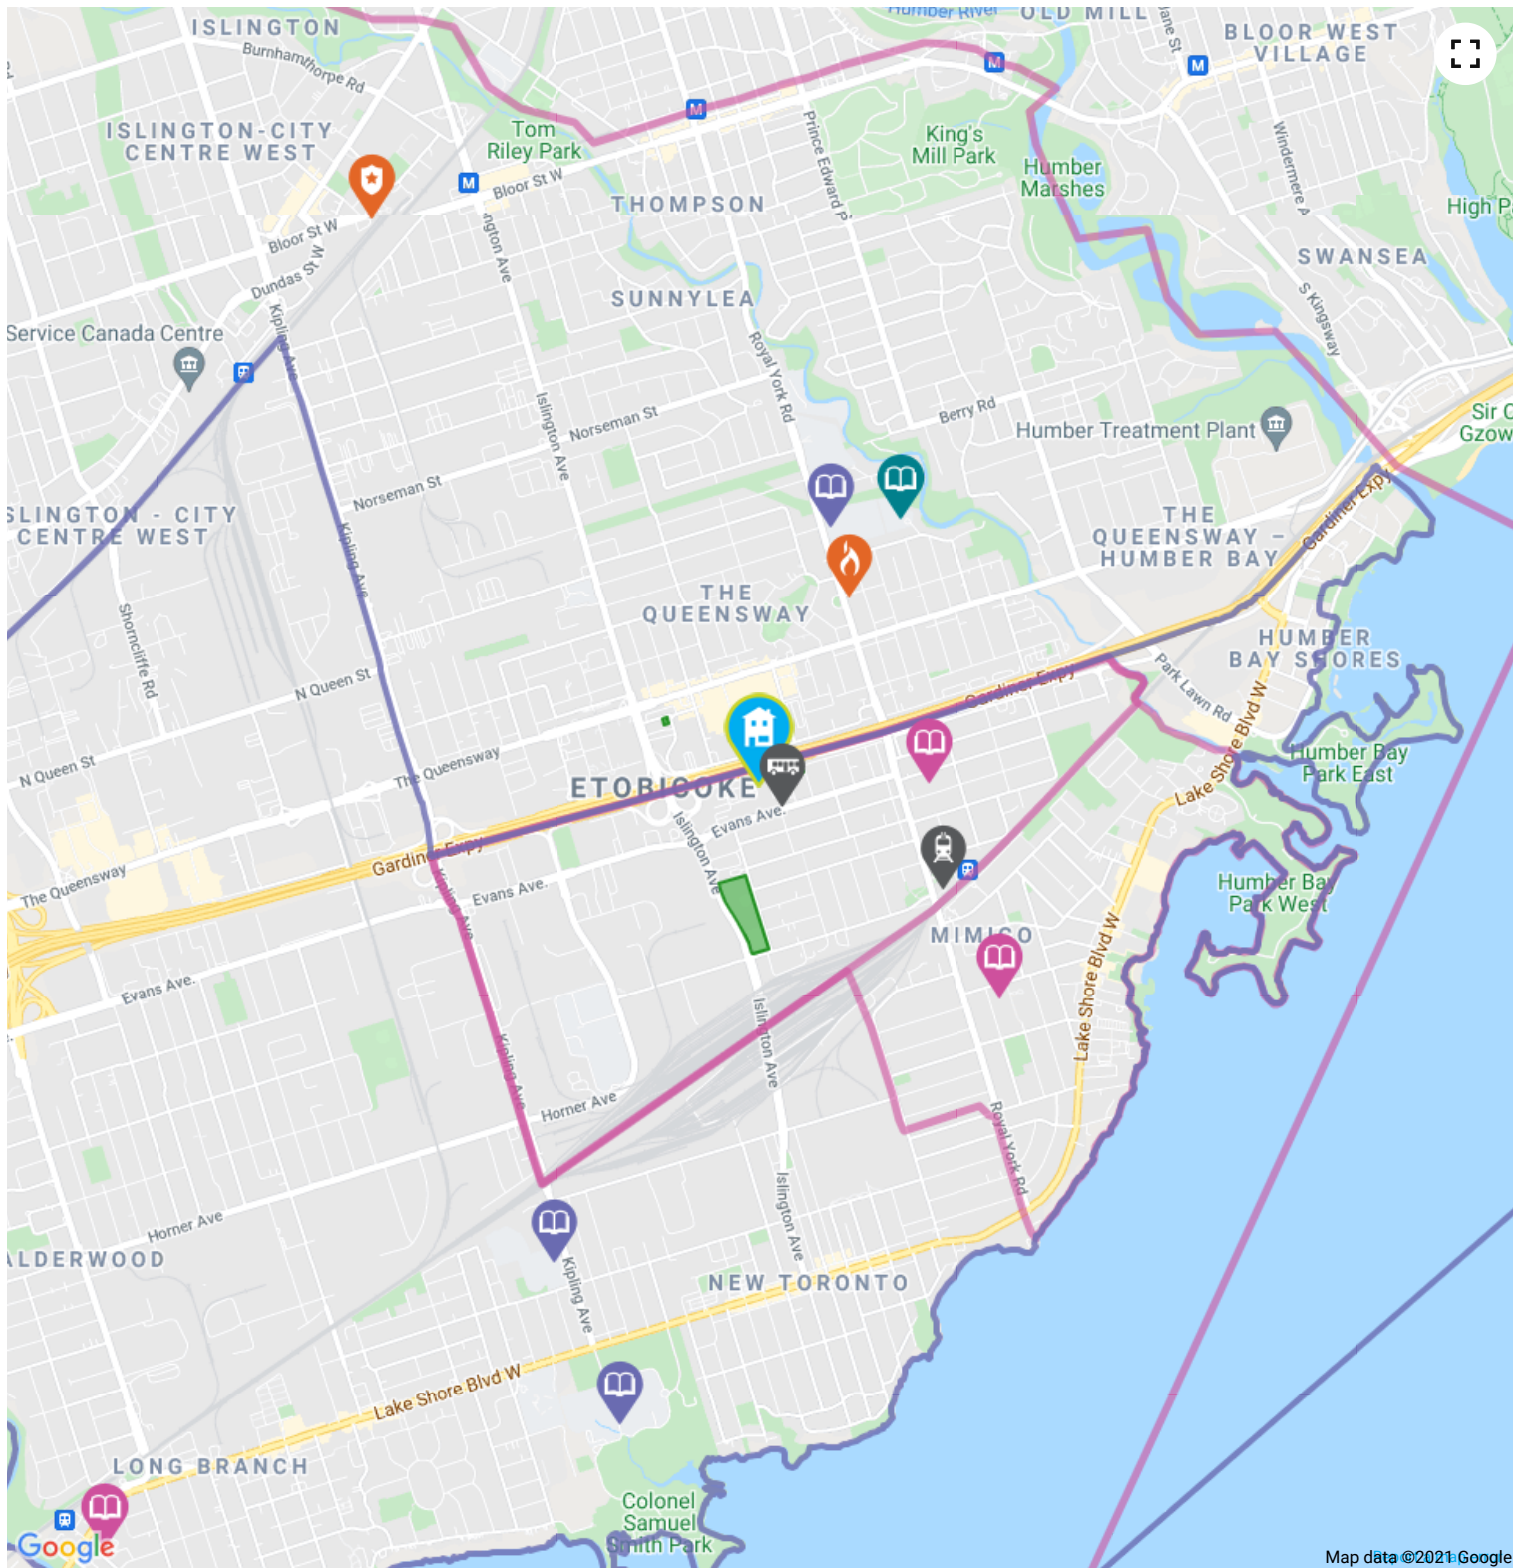 Humber River
OLD MILL
ISLINGTON
Burnhamthorpe Rd
Jane St
BLOOR WEST
VILLAGE
Rd
M
M
M
M
ISLINGTON-CITY
CENTRE WEST
Tom
Riley Park
Prince Edward
King's
Mill Park
Windermere A
Humber
Marshes
Bloor St W
THOMPSON
High P
Bloor St W
ngton Ave
SWANSEA
Dundas St W
SUNNYLEA
S Kingsway
Kipling Ave
Service Canada Centre
Royal York Rd
Islington Ave
Norseman St
Berry Rd
Humber Treatment Plant
Sir C
Gzow
Norseman St
SLINGTON - CITY
CENTRE WEST
Kipling Ave
THE
QUEENSWAY –
HUMBER BAY
Gardiner Expy
THE
QUEENSWAY
Shorncliffe Rd
HUMBER
BAY SHORES
N Queen St
Gardiner Expy
Park Lawn Rd
N Queen St
The Queensway
Lake Shore Blvd W
Humber Bay
Park East
ETOBICOKE
Islington Ave
Evans Ave.
Gardiner Expy
The Queensway
Kipling Ave
Evans Ave.
Humber Bay
Park West
MIMICO
Evans Ave.
Lake Shore Blvd W
Islington Ave
Kipling Ave
Horner Ave
Royal York Rd
Islington Ave
Horner Ave
ALDERWOOD
Kipling Ave
NEW TORONTO
Lake Shore Blvd W
LONG BRANCH
Colonel
Samuel
Smith Park
Google
Map data ©2021 Google